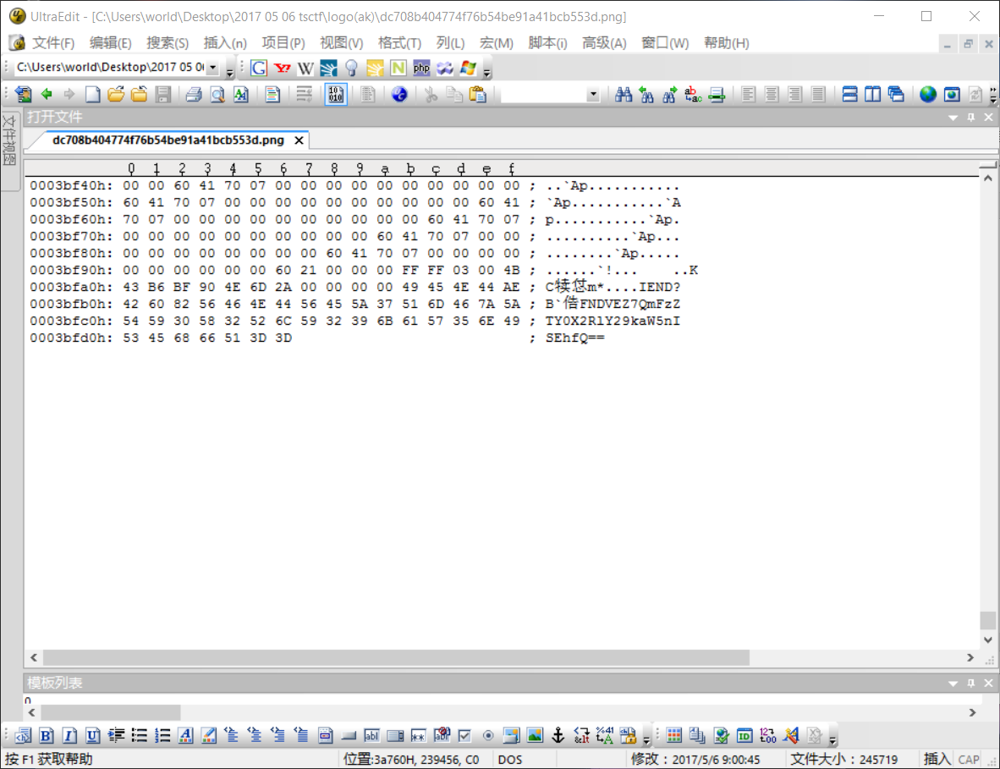 UltraEdit - [C:\Users\world\Desktop\2017 05 06 tsctf\logo(ak)\dc708b404774f76b54be91a41bcb553d.png]
文件(F) 编辑(E) 搜索(S) 插入(n) 项目(P) 视图(V) 格式(T) 列(L) 宏(M) 脚本(i) 高级(A) 窗口(W) 帮助(H)
C:\Users\world\Desktop\2017 05 0
打开文件
文件视图
dc708b404774f76b54be91a41bcb553d.png
0 1 2 3 4 5 6 7 8 9 a b c d e f
0003bf40h: 00 00 60 41 70 07 00 00 00 00 00 00 00 00 00 00 ; ..`Ap...........
0003bf50h: 60 41 70 07 00 00 00 00 00 00 00 00 00 00 60 41 ; `Ap...........`A
0003bf60h: 70 07 00 00 00 00 00 00 00 00 00 00 60 41 70 07 ; p...........`Ap.
0003bf70h: 00 00 00 00 00 00 00 00 00 00 60 41 70 07 00 00 ; ..........`Ap...
0003bf80h: 00 00 00 00 00 00 00 00 60 41 70 07 00 00 00 00 ; ........`Ap.....
0003bf90h: 00 00 00 00 00 00 60 21 00 00 00 FF FF 03 00 4B ; ......`!... ..K
0003bfa0h: 43 B6 BF 90 4E 6D 2A 00 00 00 00 49 45 4E 44 AE ; C犊怤m*....IEND?
0003bfb0h: 42 60 82 56 46 4E 44 56 45 5A 37 51 6D 46 7A 5A ; B`俈FNDVEZ7QmFzZ
0003bfc0h: 54 59 30 58 32 52 6C 59 32 39 6B 61 57 35 6E 49 ; TY0X2RlY29kaW5nI
0003bfd0h: 53 45 68 66 51 3D 3D ; SEhfQ==
模板列表
按 F1 获取帮助 位置:3a760H, 239456, C0 DOS 修改：2017/5/6 9:00:45 文件大小：245719 插入 CAP